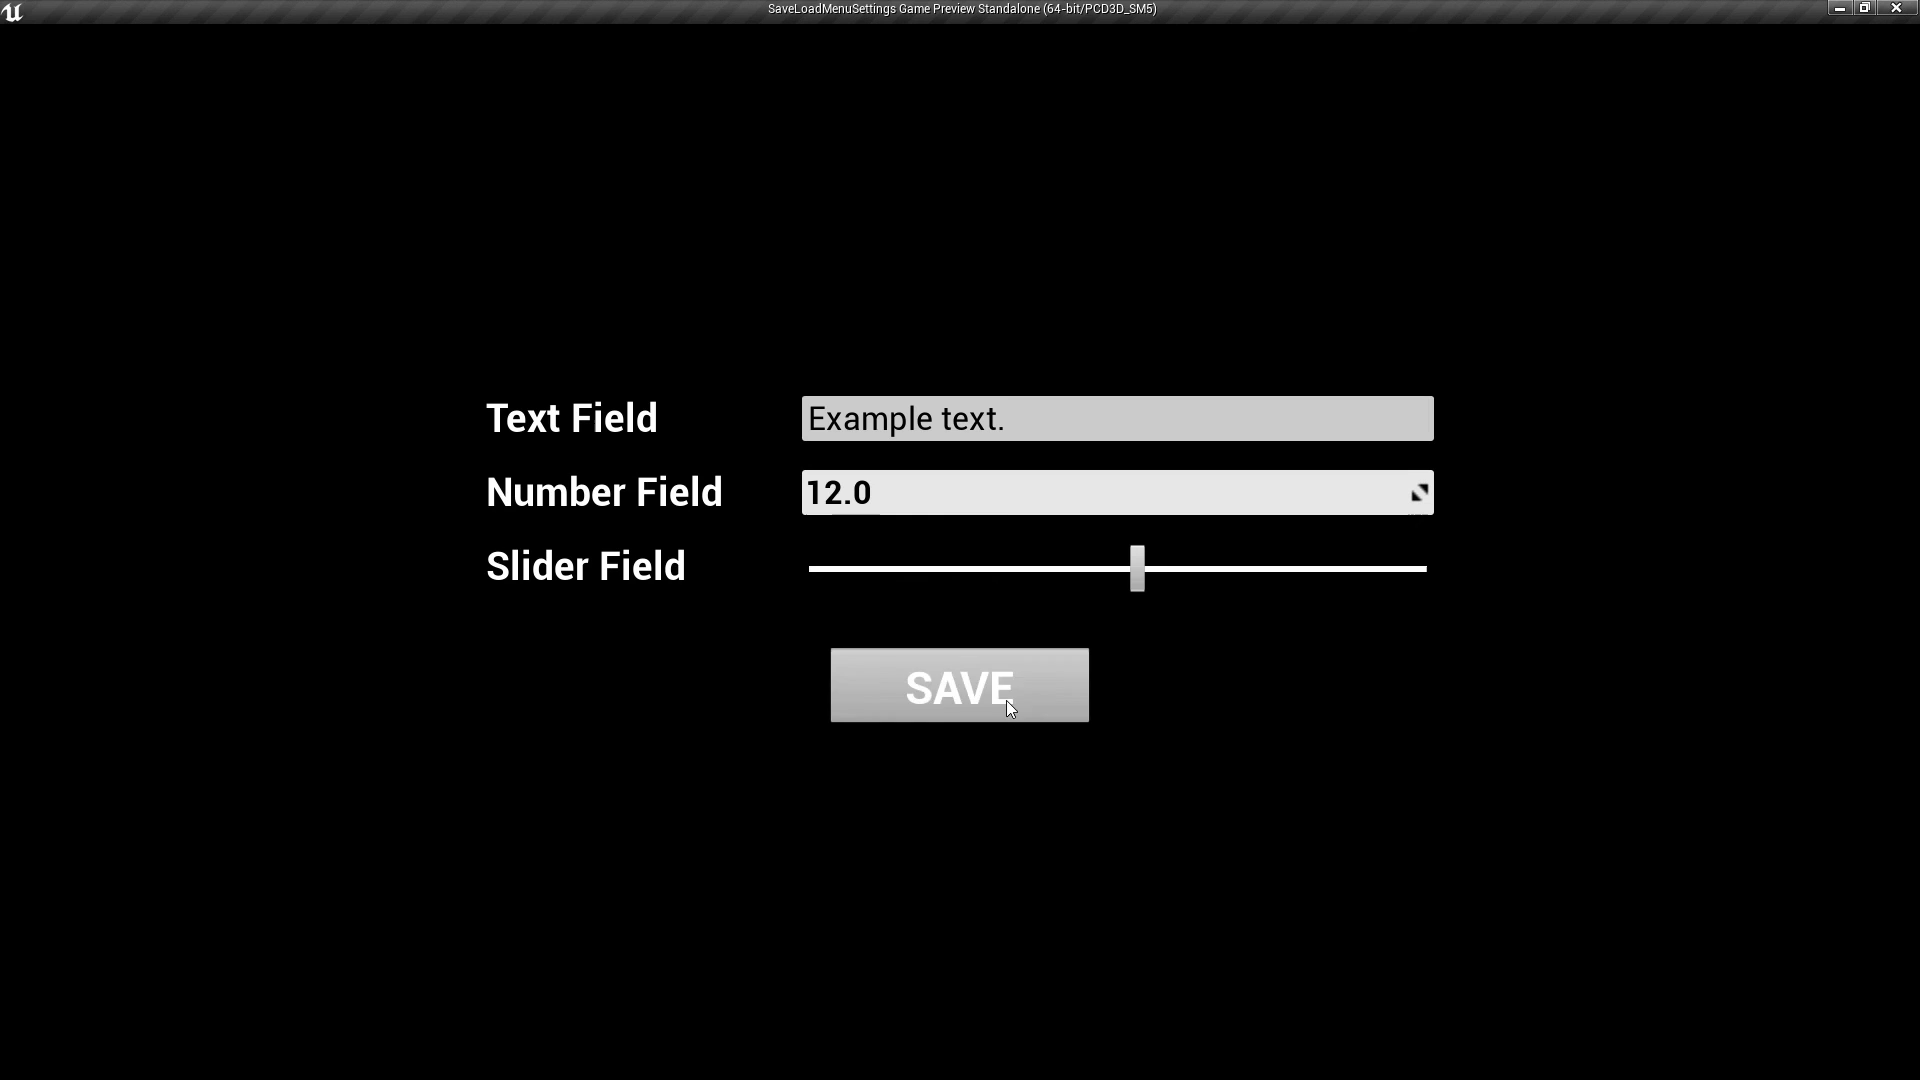 SaveLoadMenuSettings Game Preview Standalone (64-bit/PCD3D_SM5)
Text Field
Example text.
Number Field
12.0
Slider Field
SAVE